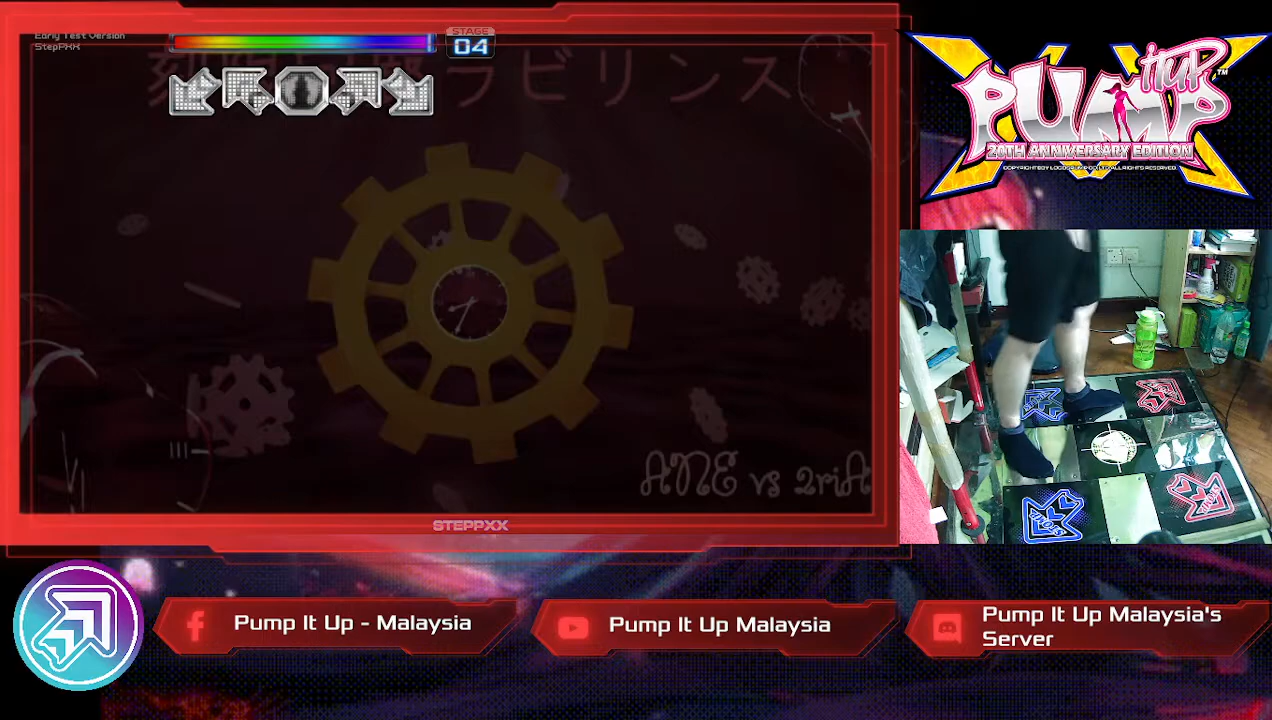 Early Test Version
StepPXX
STAGE
04
ラビリンス
ANE vs 2riA
STEPPXX
PUMP
it UP™
20TH ANNIVERSARY EDITION
Pump It Up - Malaysia
Pump It Up Malaysia
Pump It Up Malaysia's
Server